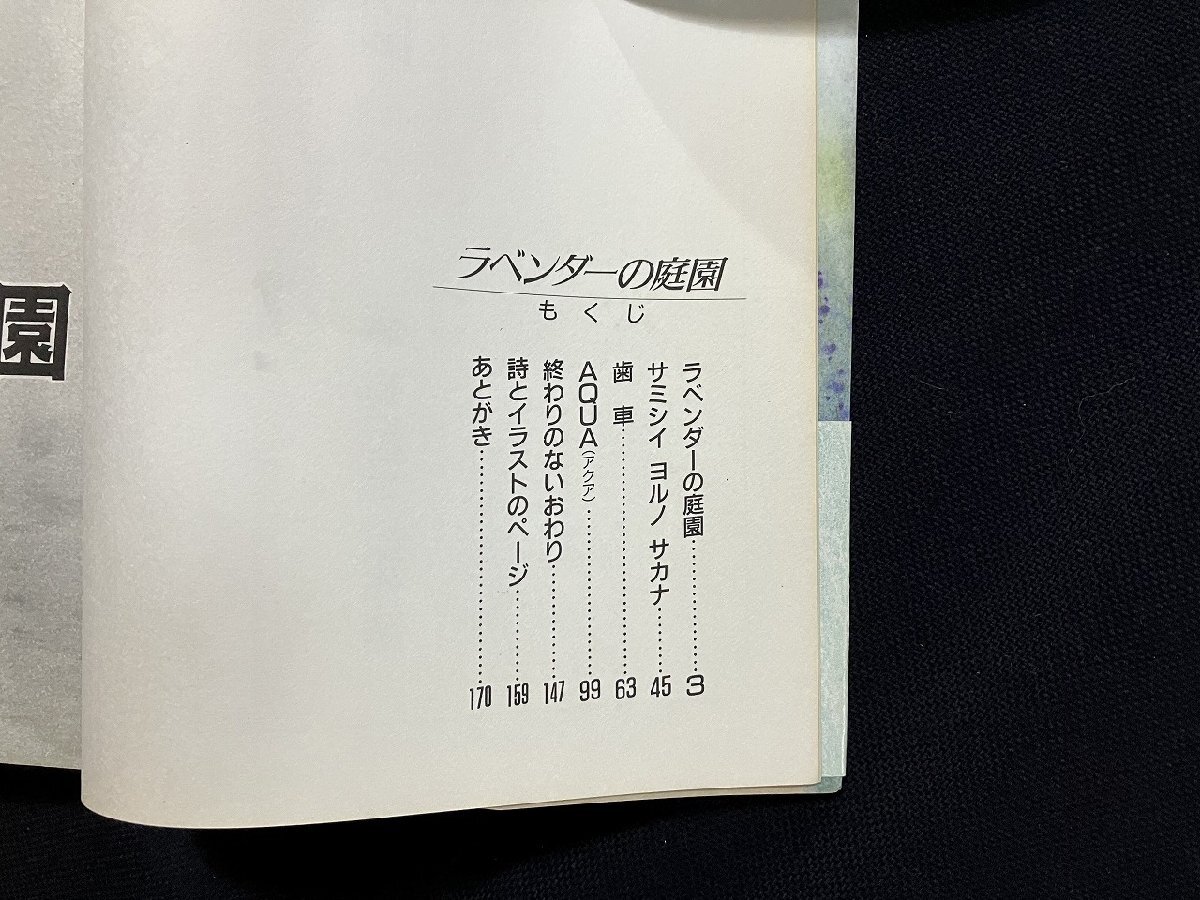 ラベンダーの庭園
もくじ
ラベンダーの庭園……………3
サミシイ ヨルノ サカナ………45
歯車…………………………63
AQUA(アクア)…………………99
終わりのないおわり……………147
詩とイラストのページ…………159
あとがき………………………170
園